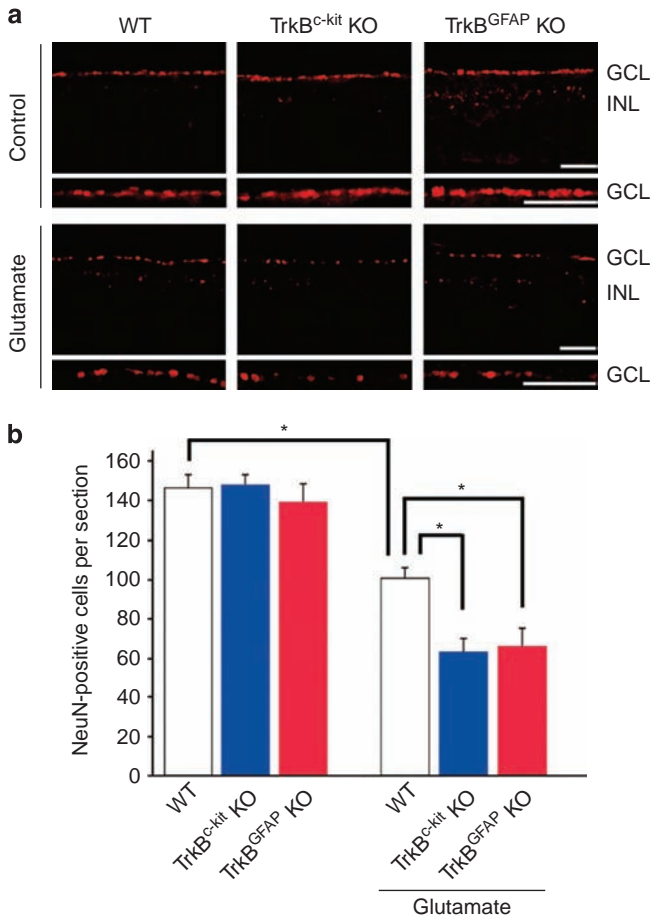 a
WT TrkB^c-kit KO TrkB^GFAP KO
Control
GCL
INL
GCL
Glutamate
GCL
INL
GCL
b
NeuN-positive cells per section
160
140
120
100
80
60
40
20
0
*
*
*
WT
TrkB^c-kit KO
TrkB^GFAP KO
WT
TrkB^c-kit KO
TrkB^GFAP KO
Glutamate